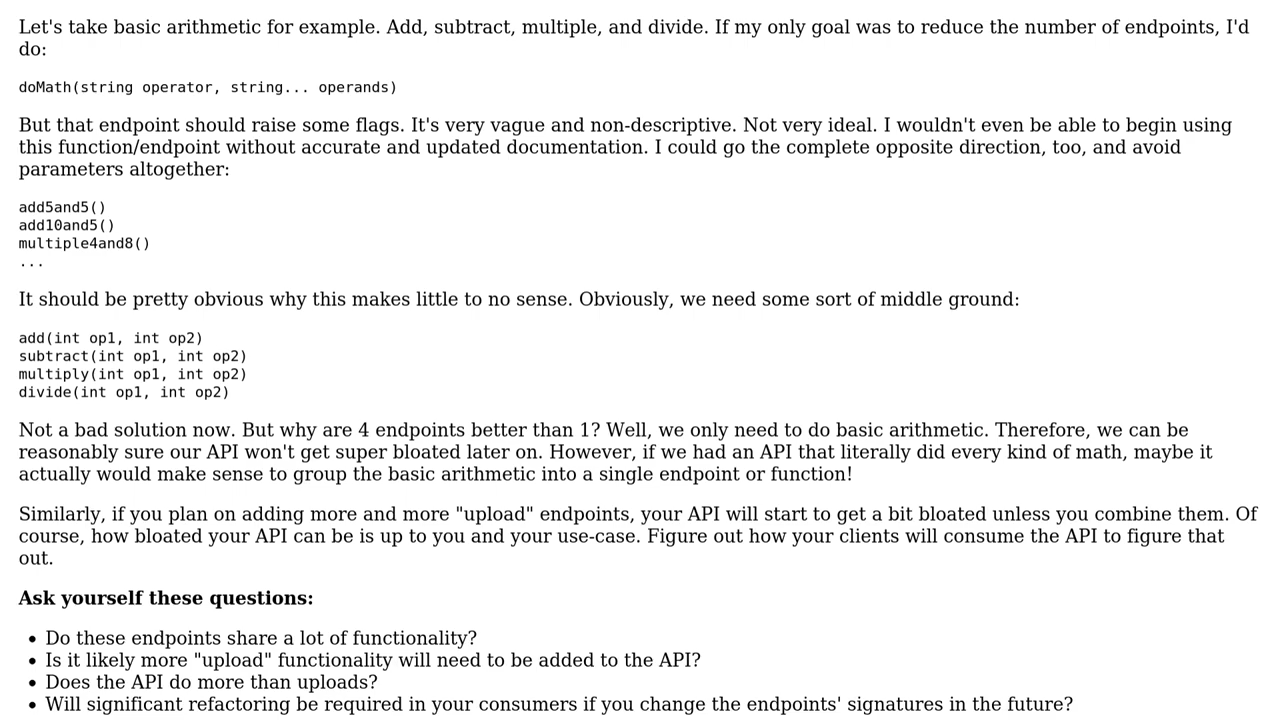 Let's take basic arithmetic for example. Add, subtract, multiple, and divide. If my only goal was to reduce the number of endpoints, I'd
do:
doMath(string operator, string... operands)
But that endpoint should raise some flags. It's very vague and non-descriptive. Not very ideal. I wouldn't even be able to begin using
this function/endpoint without accurate and updated documentation. I could go the complete opposite direction, too, and avoid
parameters altogether:
add5and5()
add10and5()
multiple4and8()
...
It should be pretty obvious why this makes little to no sense. Obviously, we need some sort of middle ground:
add(int op1, int op2)
subtract(int op1, int op2)
multiply(int op1, int op2)
divide(int op1, int op2)
Not a bad solution now. But why are 4 endpoints better than 1? Well, we only need to do basic arithmetic. Therefore, we can be
reasonably sure our API won't get super bloated later on. However, if we had an API that literally did every kind of math, maybe it
actually would make sense to group the basic arithmetic into a single endpoint or function!
Similarly, if you plan on adding more and more "upload" endpoints, your API will start to get a bit bloated unless you combine them. Of
course, how bloated your API can be is up to you and your use-case. Figure out how your clients will consume the API to figure that
out.
Ask yourself these questions:
• Do these endpoints share a lot of functionality?
• Is it likely more "upload" functionality will need to be added to the API?
• Does the API do more than uploads?
• Will significant refactoring be required in your consumers if you change the endpoints' signatures in the future?